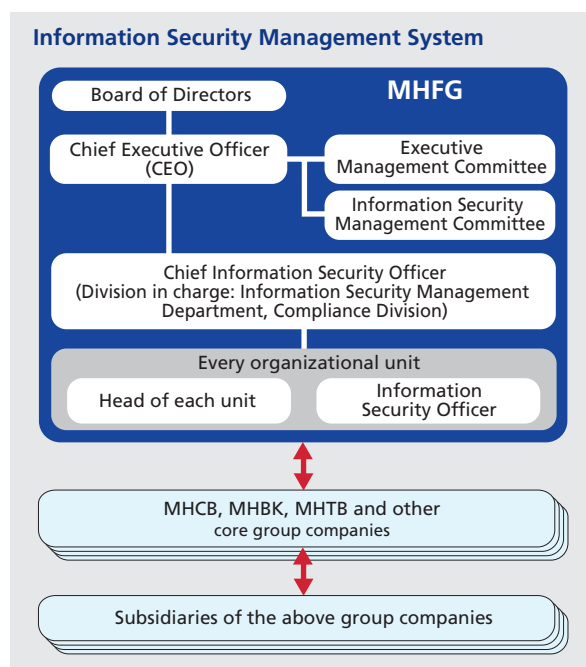 Information Security Management System
MHFG
Board of Directors
Chief Executive Officer
(CEO)
Executive
Management Committee
Information Security
Management Committee
Chief Information Security Officer
(Division in charge: Information Security Management
Department, Compliance Division)
Every organizational unit
Head of each unit
Information
Security Officer
MHCB, MHBK, MHTB and other
core group companies
Subsidiaries of the above group companies